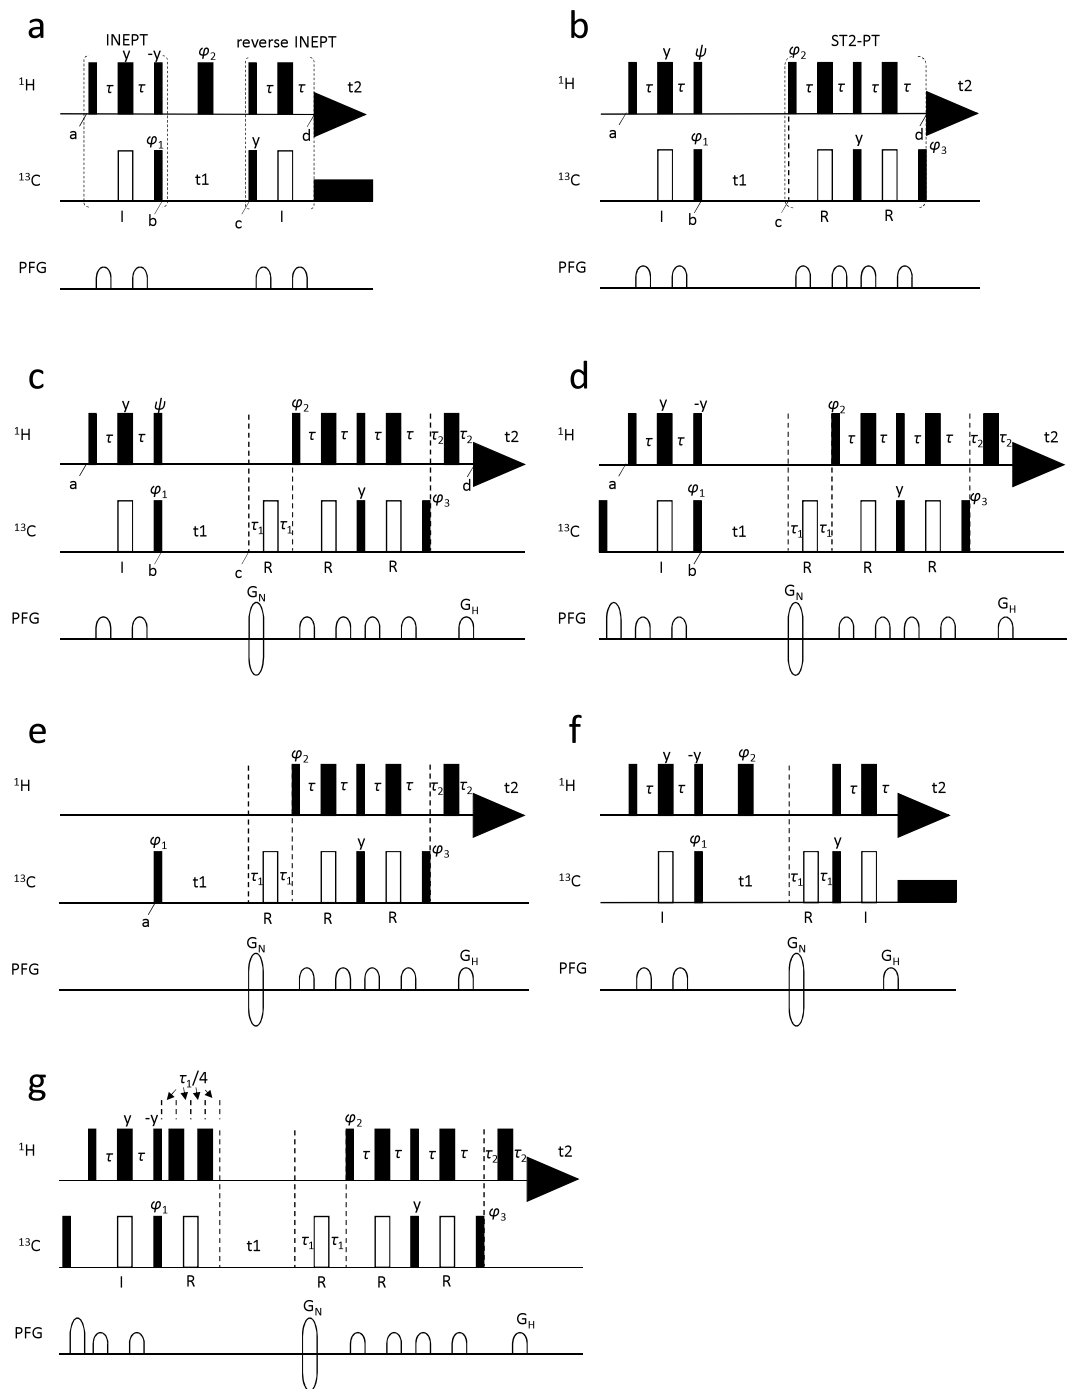 a
INEPT
reverse INEPT
y -y φ2
¹H τ τ τ τ t2
a d
φ1 y
¹³C t1
I b c I
PFG
b
ST2-PT
y ψ φ2
¹H τ τ τ τ τ τ t2
a d
φ1 y φ3
¹³C t1
I b c R R
PFG
c
y ψ φ2
¹H τ τ τ τ τ τ τ2 τ2 t2
a d
φ1 y φ3
¹³C t1 τ1 τ1
I b c R R R
GN GH
PFG
d
y -y φ2
¹H τ τ τ τ τ τ τ2 τ2 t2
a
φ1 y φ3
¹³C t1 τ1 τ1
I b R R R
GN GH
PFG
e
φ2
¹H τ τ τ τ τ2 τ2 t2
φ1 y φ3
¹³C t1 τ1 τ1
a R R R
GN GH
PFG
f
y -y φ2
¹H τ τ τ τ t2
φ1 y
¹³C t1 τ1 τ1
I R I
GN GH
PFG
g
τ1/4
y -y φ2
¹H τ τ τ τ τ τ τ2 τ2 t2
φ1 y φ3
¹³C t1 τ1 τ1
I R R R R
GN GH
PFG